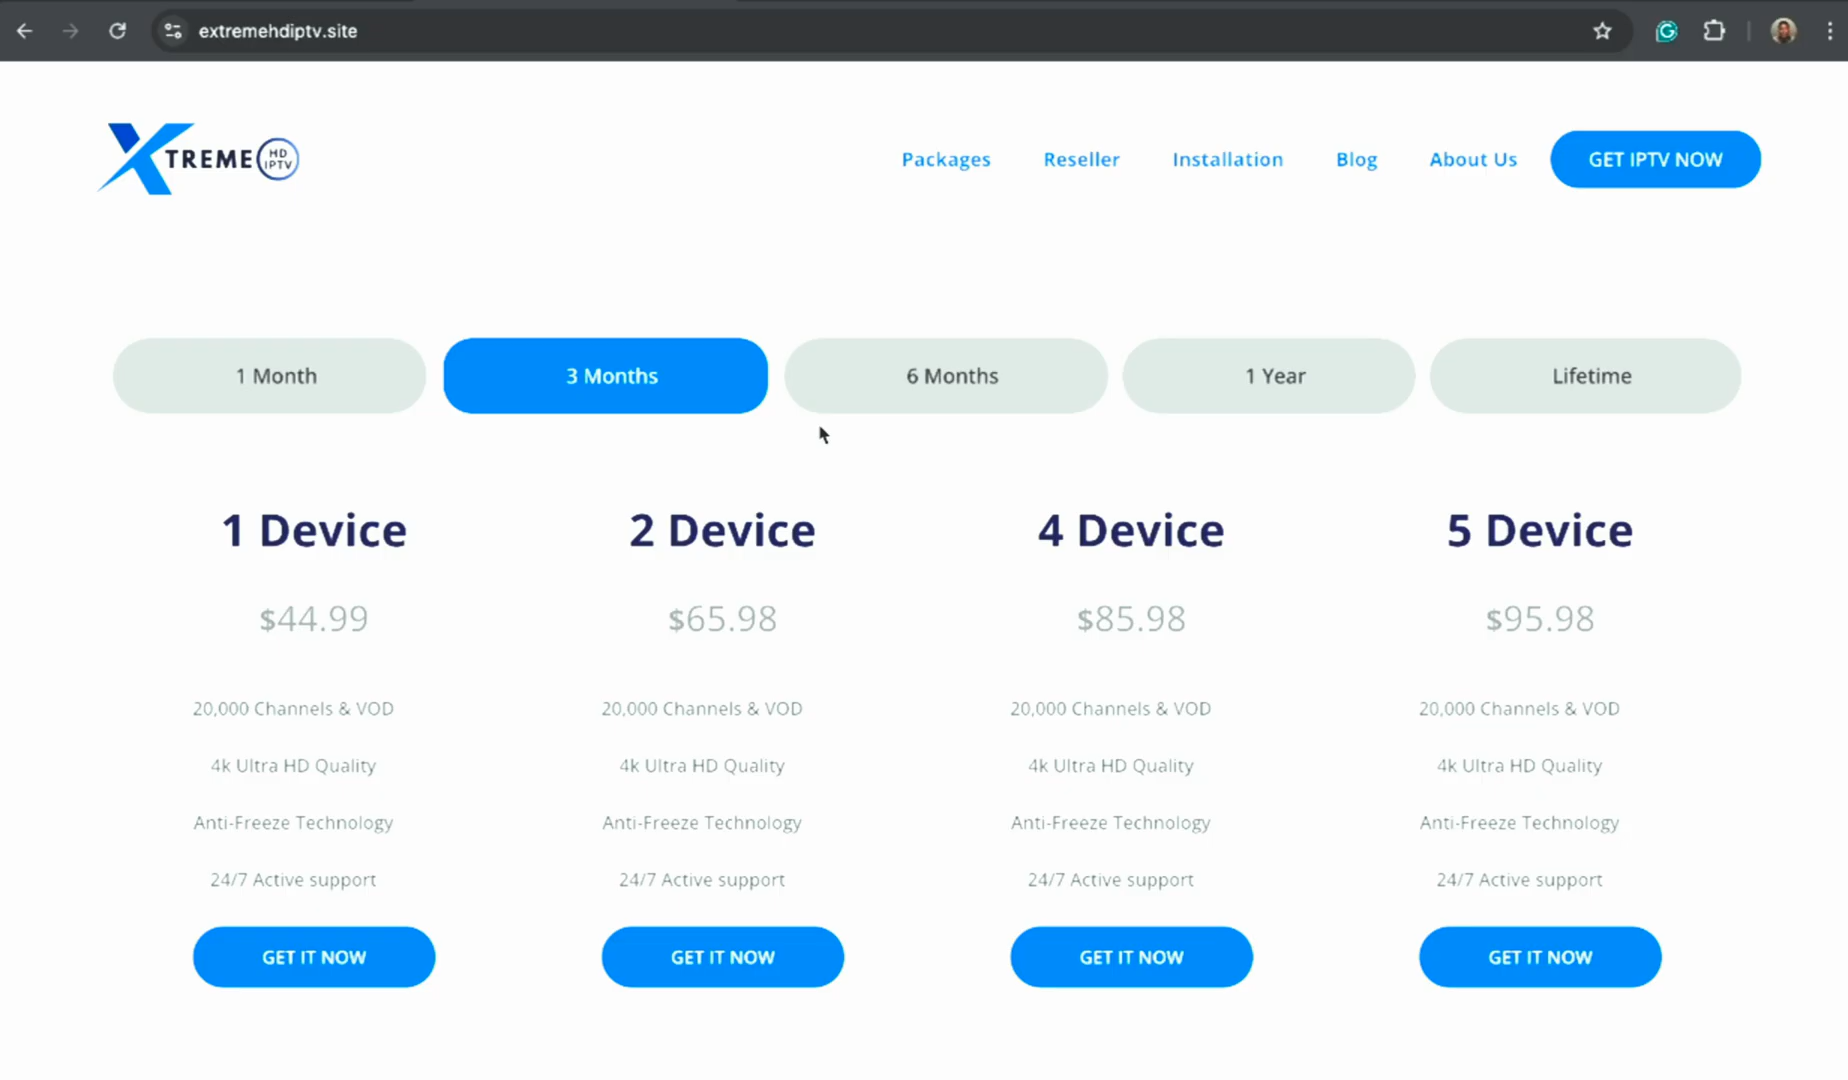 extremehdiptv.site
XTREME HD IPTV
Packages Reseller Installation Blog About Us GET IPTV NOW
1 Month 3 Months 6 Months 1 Year Lifetime
1 Device 2 Device 4 Device 5 Device
$44.99 $65.98 $85.98 $95.98
20,000 Channels & VOD 20,000 Channels & VOD 20,000 Channels & VOD 20,000 Channels & VOD
4k Ultra HD Quality 4k Ultra HD Quality 4k Ultra HD Quality 4k Ultra HD Quality
Anti-Freeze Technology Anti-Freeze Technology Anti-Freeze Technology Anti-Freeze Technology
24/7 Active support 24/7 Active support 24/7 Active support 24/7 Active support
GET IT NOW GET IT NOW GET IT NOW GET IT NOW